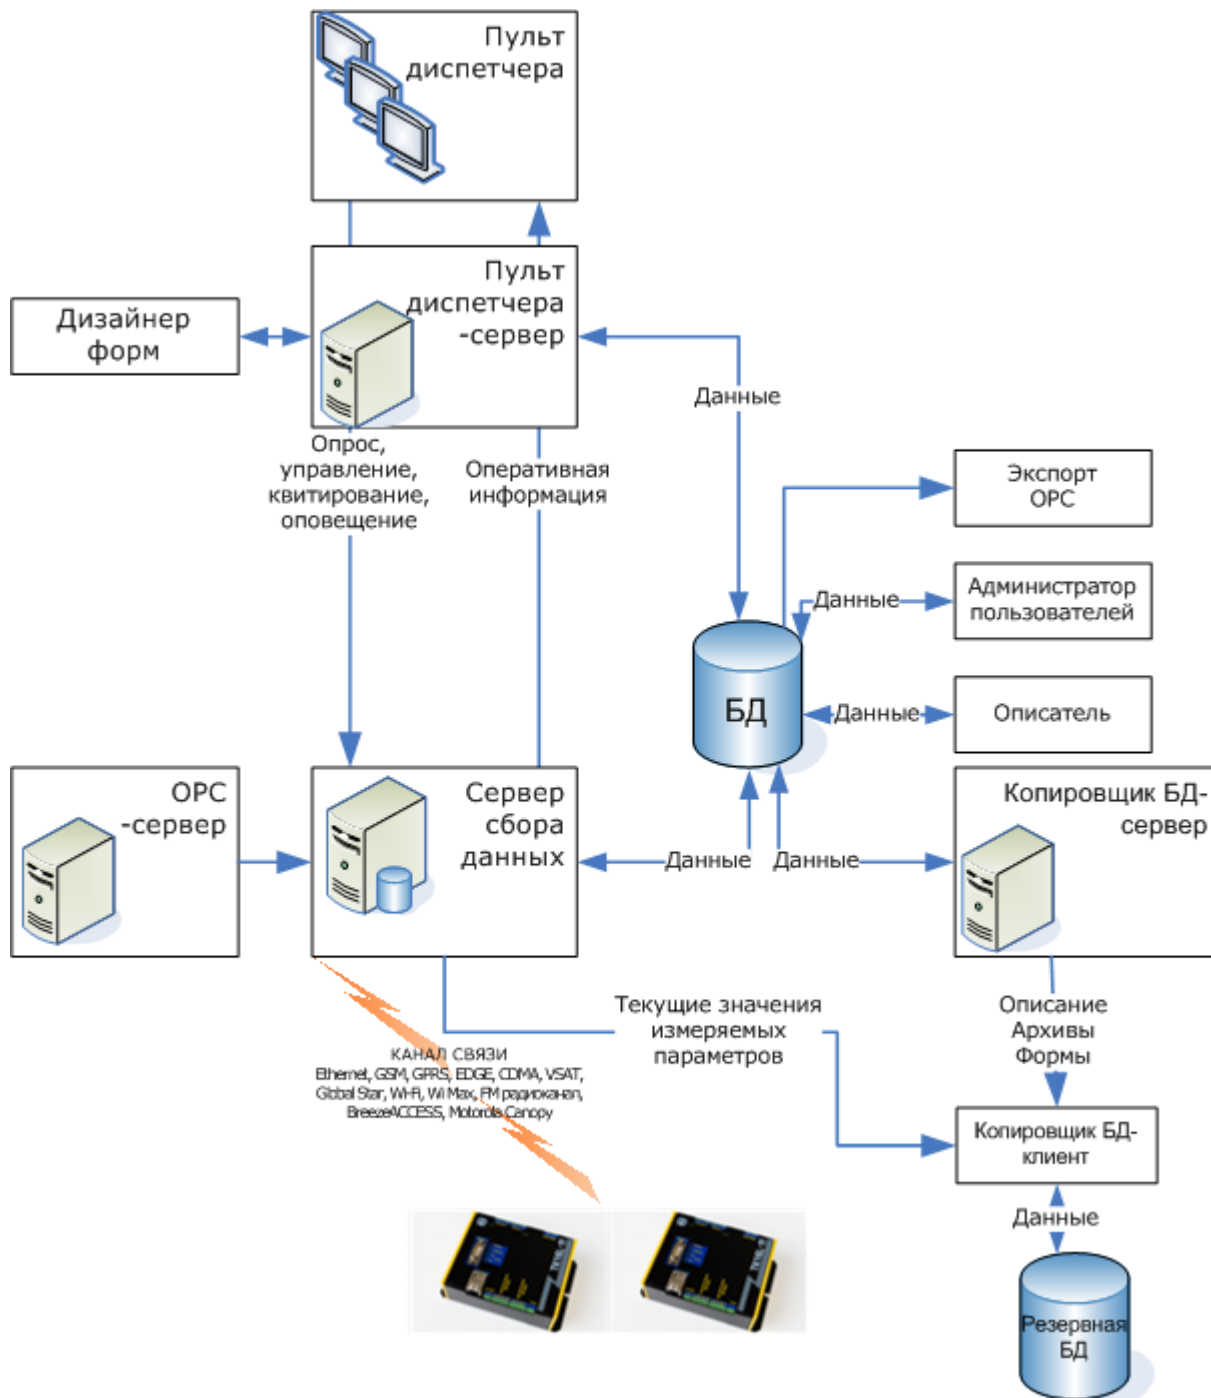 Пульт
диспетчера
Пульт
диспетчера
-сервер
Дизайнер
форм
Данные
Опрос,
управление,
квитирование,
оповещение
Оперативная
информация
Экспорт
OPC
Администратор
пользователей
Данные
БД
Данные
Описатель
OPC
-сервер
Сервер
сбора
данных
Данные
Данные
Копировщик БД-
сервер
Текущие значения
измеряемых
параметров
Описание
Архивы
Формы
КАНАЛ СВЯЗИ
Ethernet, GSM, GPRS, EDGE, CDMA, VSAT,
Global Star, Wi-Fi, Wi Max, FM радиоканал,
BreezeACCESS, Motorola Canopy
Копировщик БД-
клиент
Данные
Резервная
БД